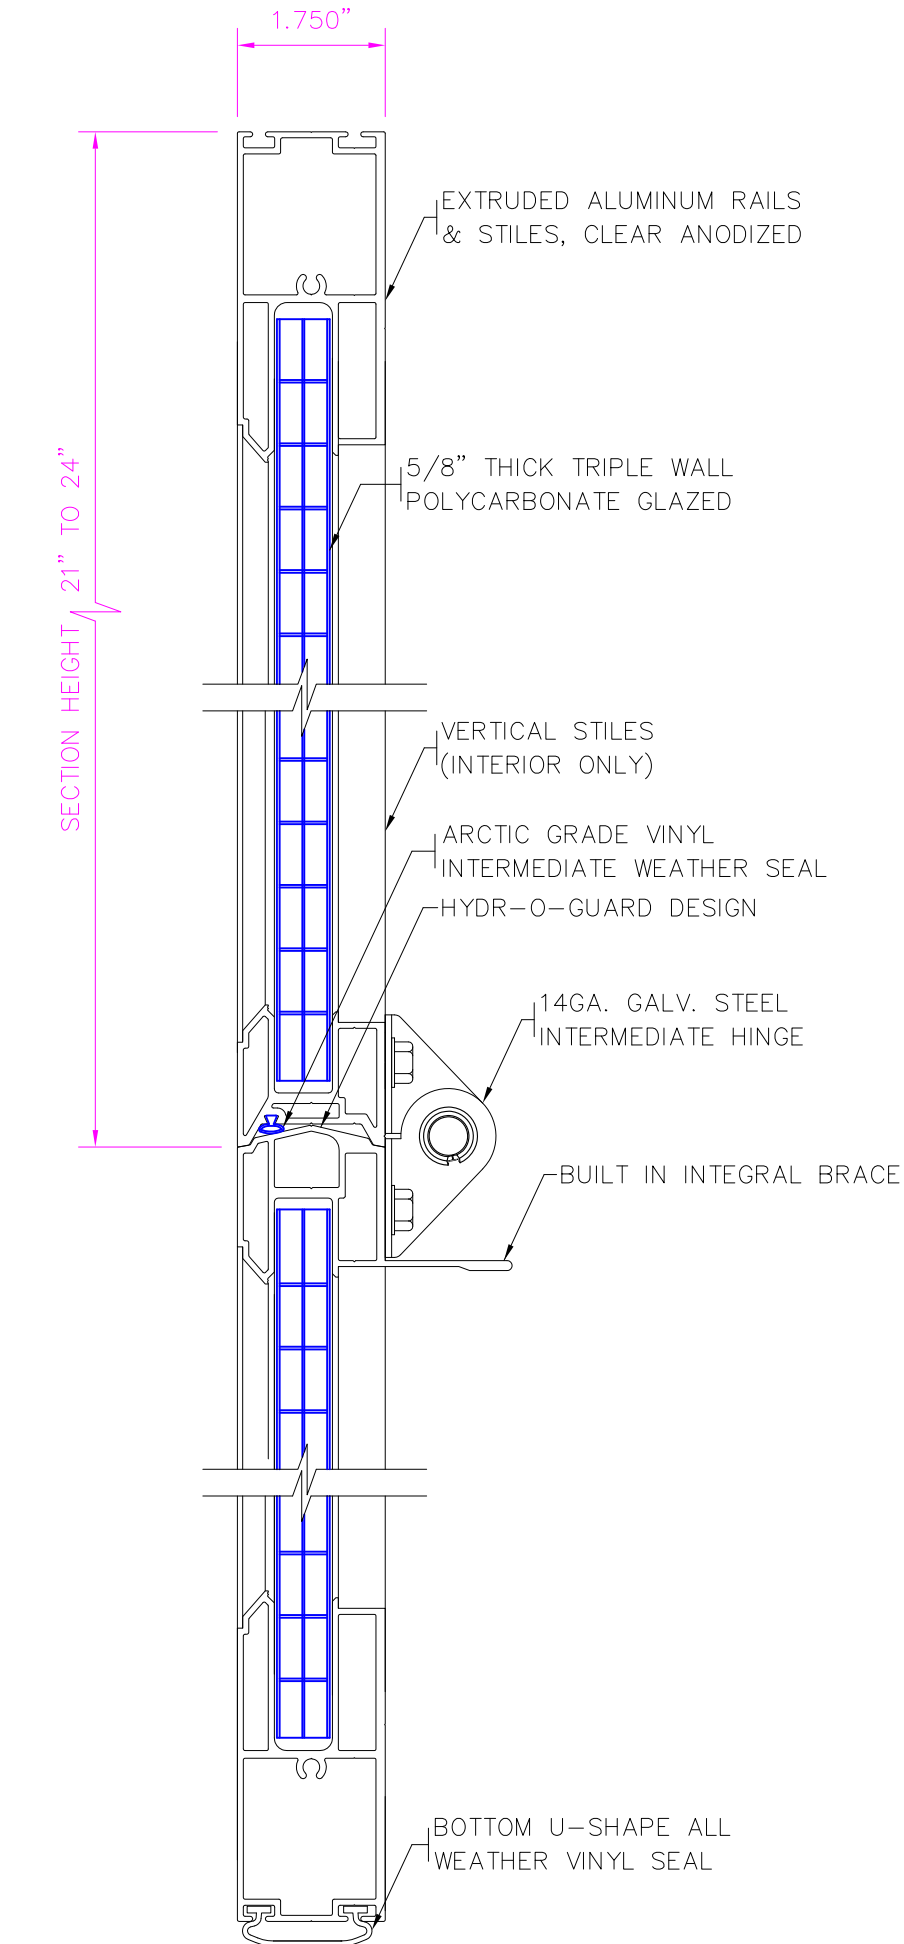 1.750”
EXTRUDED ALUMINUM RAILS
& STILES, CLEAR ANODIZED
SECTION HEIGHT 21” TO 24”
5/8” THICK TRIPLE WALL
POLYCARBONATE GLAZED
VERTICAL STILES
(INTERIOR ONLY)
ARCTIC GRADE VINYL
INTERMEDIATE WEATHER SEAL
HYDR-O-GUARD DESIGN
14GA. GALV. STEEL
INTERMEDIATE HINGE
BUILT IN INTEGRAL BRACE
BOTTOM U-SHAPE ALL
WEATHER VINYL SEAL